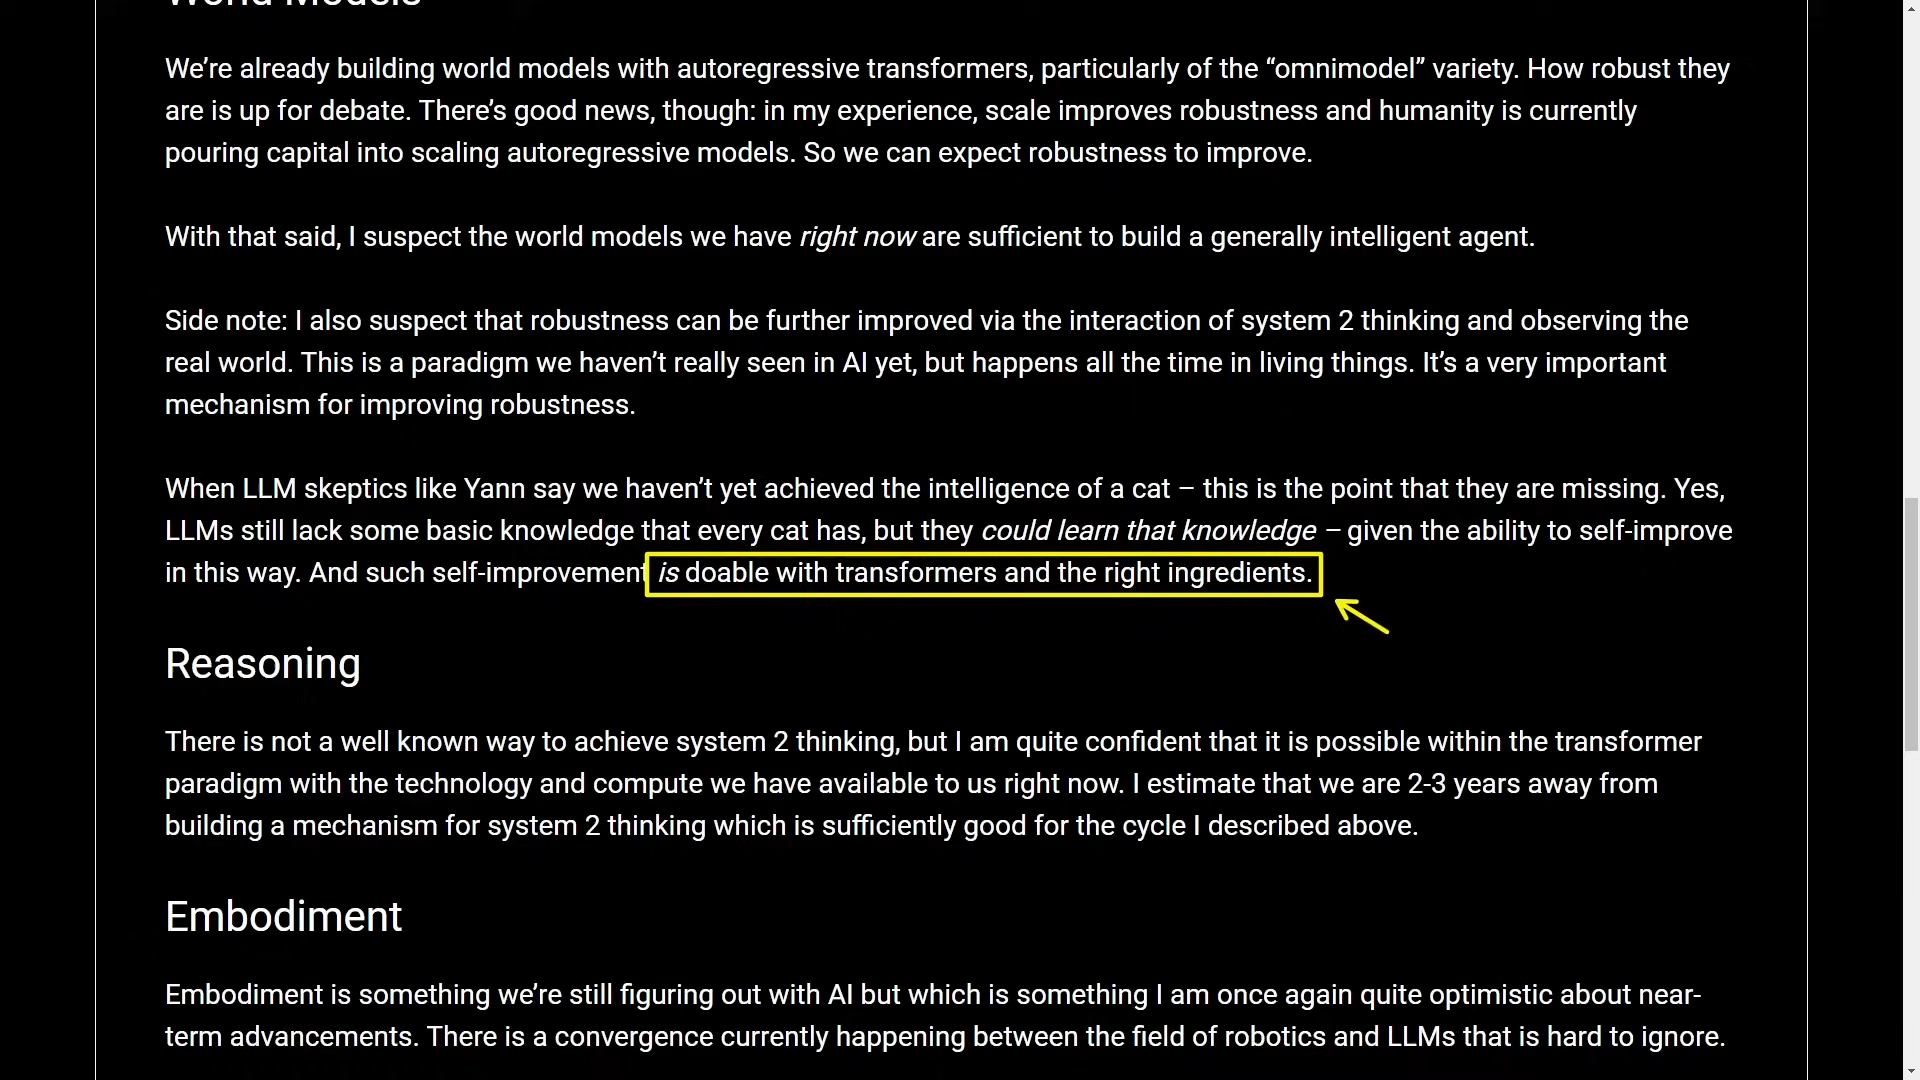 World Models
We’re already building world models with autoregressive transformers, particularly of the “omnimodel” variety. How robust they
are is up for debate. There’s good news, though: in my experience, scale improves robustness and humanity is currently
pouring capital into scaling autoregressive models. So we can expect robustness to improve.
With that said, I suspect the world models we have right now are sufficient to build a generally intelligent agent.
Side note: I also suspect that robustness can be further improved via the interaction of system 2 thinking and observing the
real world. This is a paradigm we haven’t really seen in AI yet, but happens all the time in living things. It’s a very important
mechanism for improving robustness.
When LLM skeptics like Yann say we haven’t yet achieved the intelligence of a cat – this is the point that they are missing. Yes,
LLMs still lack some basic knowledge that every cat has, but they could learn that knowledge – given the ability to self-improve
in this way. And such self-improvement is doable with transformers and the right ingredients.
Reasoning
There is not a well known way to achieve system 2 thinking, but I am quite confident that it is possible within the transformer
paradigm with the technology and compute we have available to us right now. I estimate that we are 2-3 years away from
building a mechanism for system 2 thinking which is sufficiently good for the cycle I described above.
Embodiment
Embodiment is something we’re still figuring out with AI but which is something I am once again quite optimistic about near-
term advancements. There is a convergence currently happening between the field of robotics and LLMs that is hard to ignore.